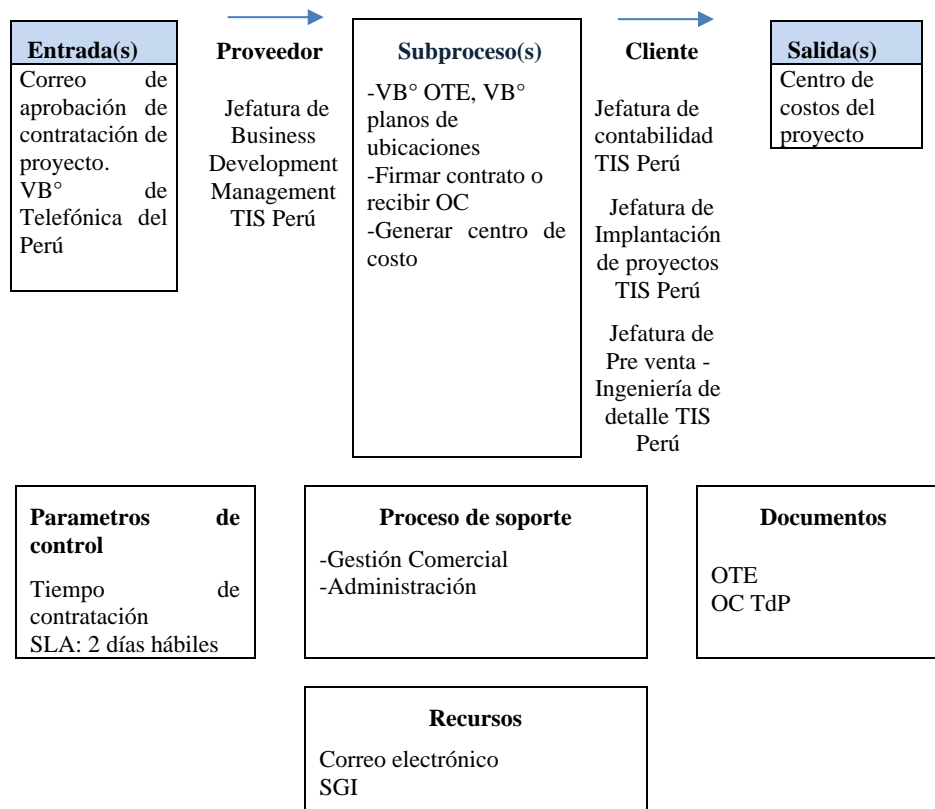 Entrada(s)
Correo de
aprobación de
contratación de
proyecto.
VB° de
Telefónica del
Perú
Proveedor
Jefatura de
Business
Development
Management
TIS Perú
Subproceso(s)
-VB° OTE, VB°
planos de
ubicaciones
-Firmar contrato o
recibir OC
-Generar centro de
costo
Cliente
Jefatura de
contabilidad
TIS Perú
Jefatura de
Implantación
de proyectos
TIS Perú
Jefatura de
Pre venta -
Ingeniería de
detalle TIS
Perú
Salida(s)
Centro de
costos del
proyecto
Parametros de
control
Tiempo de
contratación
SLA: 2 días hábiles
Proceso de soporte
-Gestión Comercial
-Administración
Documentos
OTE
OC TdP
Recursos
Correo electrónico
SGI